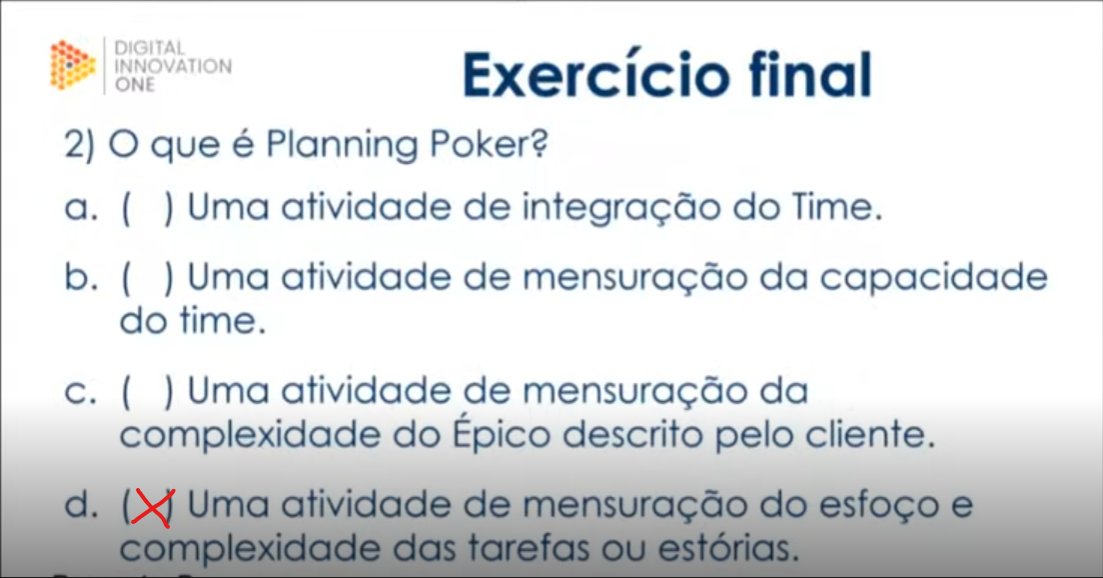 DIGITAL
INNOVATION
ONE
Exercício final
2) O que é Planning Poker?
a. ( ) Uma atividade de integração do Time.
b. ( ) Uma atividade de mensuração da capacidade
do time.
c. ( ) Uma atividade de mensuração da
complexidade do Épico descrito pelo cliente.
d. (X) Uma atividade de mensuração do esfoço e
complexidade das tarefas ou estórias.